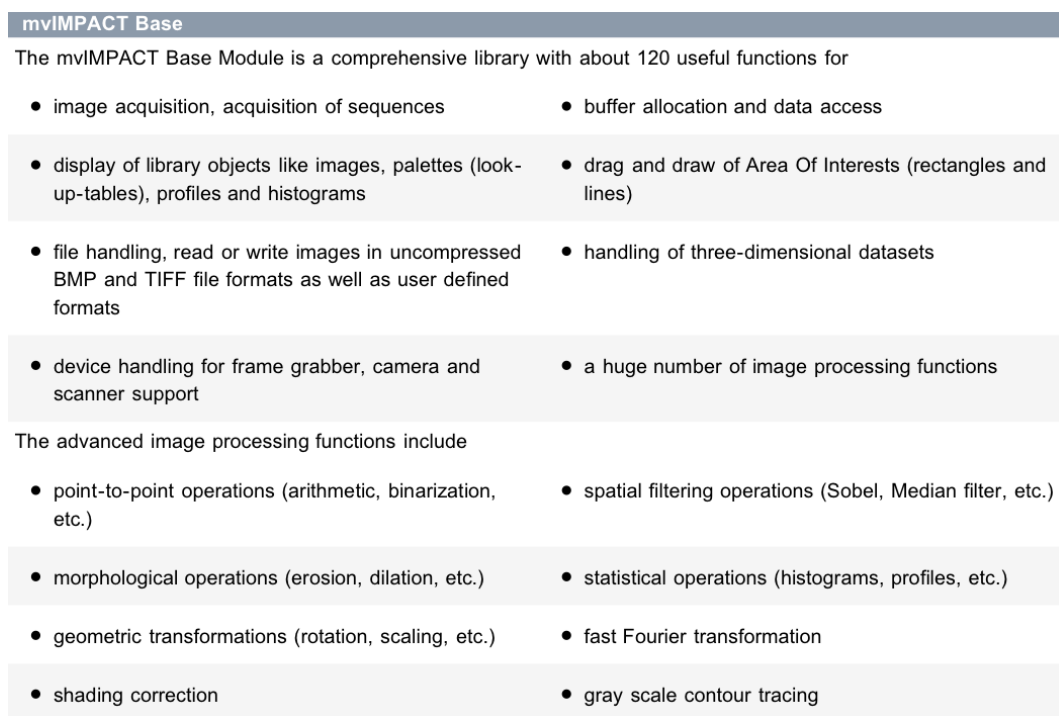 mvIMPACT Base
The mvIMPACT Base Module is a comprehensive library with about 120 useful functions for
• image acquisition, acquisition of sequences
• buffer allocation and data access
• display of library objects like images, palettes (look-
up-tables), profiles and histograms
• drag and draw of Area Of Interests (rectangles and
lines)
• file handling, read or write images in uncompressed
BMP and TIFF file formats as well as user defined
formats
• handling of three-dimensional datasets
• device handling for frame grabber, camera and
scanner support
• a huge number of image processing functions
The advanced image processing functions include
• point-to-point operations (arithmetic, binarization,
etc.)
• spatial filtering operations (Sobel, Median filter, etc.)
• morphological operations (erosion, dilation, etc.)
• statistical operations (histograms, profiles, etc.)
• geometric transformations (rotation, scaling, etc.)
• fast Fourier transformation
• shading correction
• gray scale contour tracing